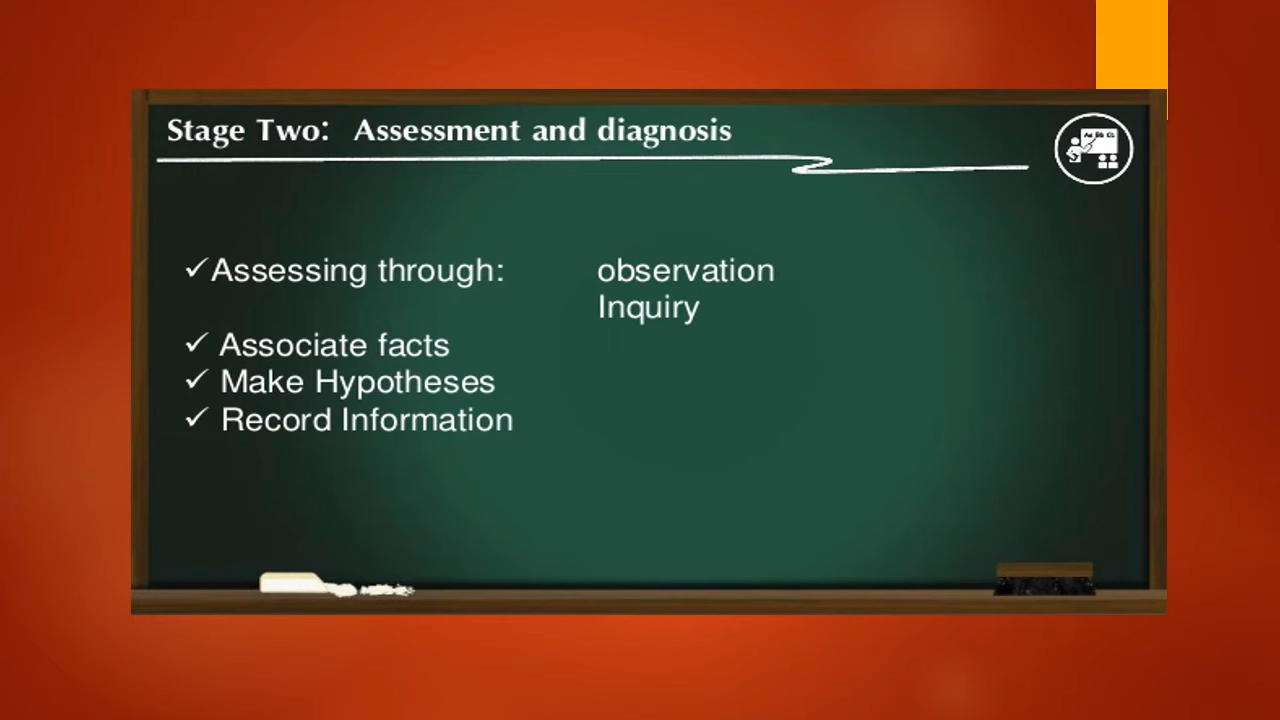 Stage Two: Assessment and diagnosis
✓Assessing through: observation
Inquiry
✓ Associate facts
✓ Make Hypotheses
✓ Record Information